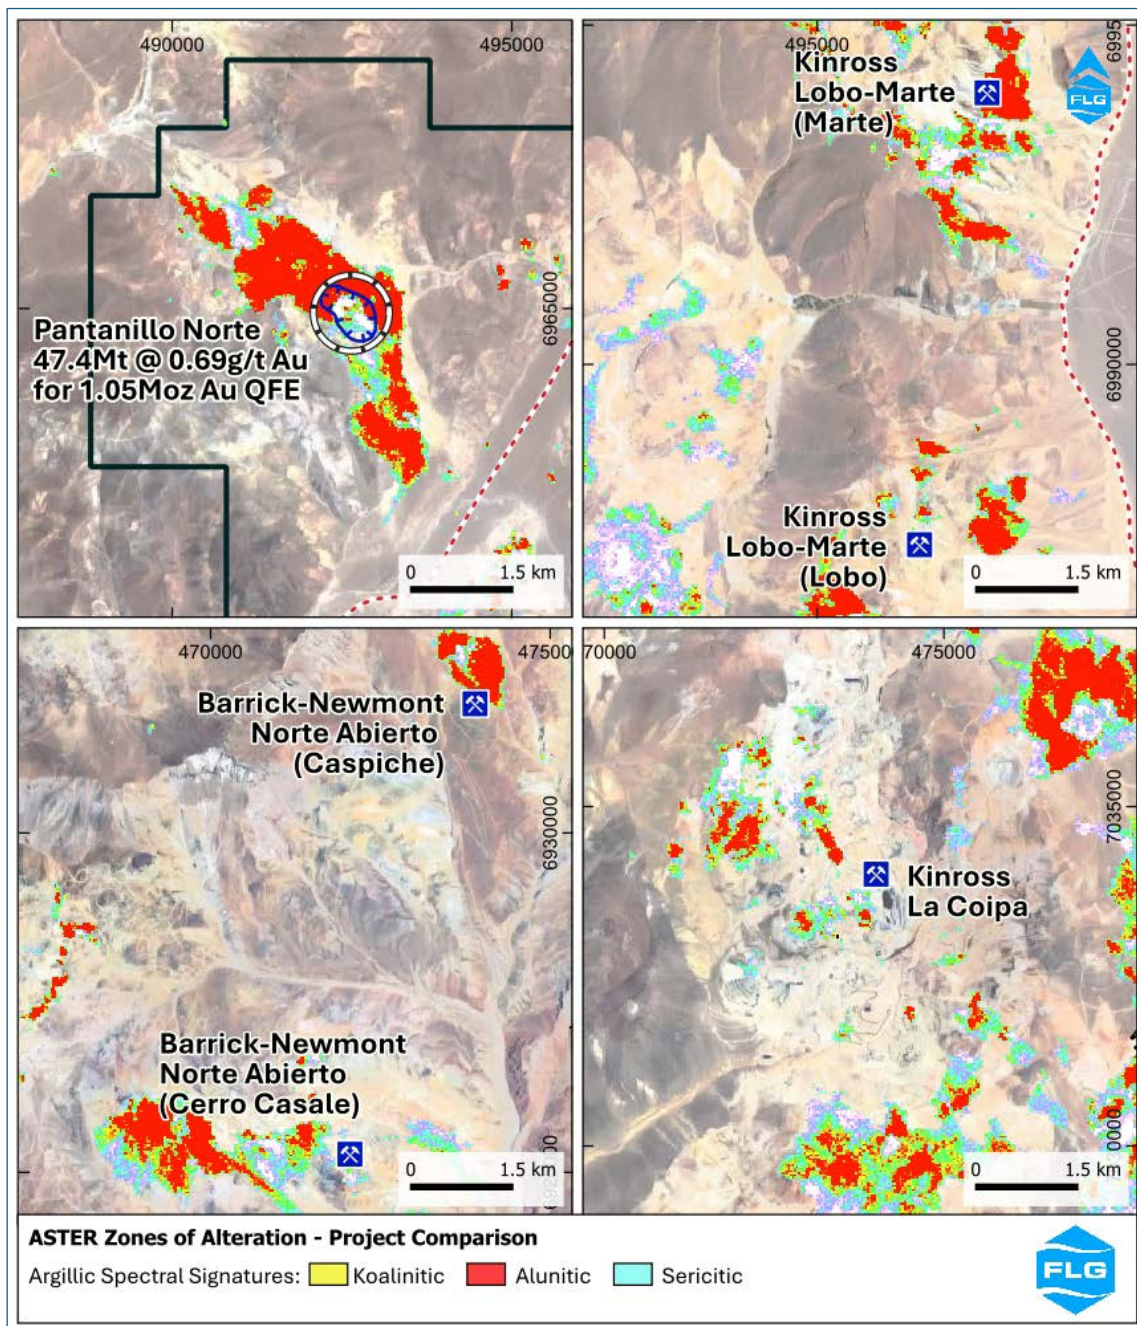 490000
495000
Pantanillo Norte
47.4Mt @ 0.69g/t Au
for 1.05Moz Au QFE
6965000
0 1.5 km
495000
6995
Kinross
Lobo-Marte
(Marte)
FLG
6990000
Kinross
Lobo-Marte
(Lobo)
0 1.5 km
470000
475000
Barrick-Newmont
Norte Abierto
(Caspiche)
6930000
Barrick-Newmont
Norte Abierto
(Cerro Casale)
0 1.5 km
70000
475000
7035000
Kinross
La Coipa
0 1.5 km
ASTER Zones of Alteration - Project Comparison
Argillic Spectral Signatures: Koalinitic Alunitic Sericitic
FLG